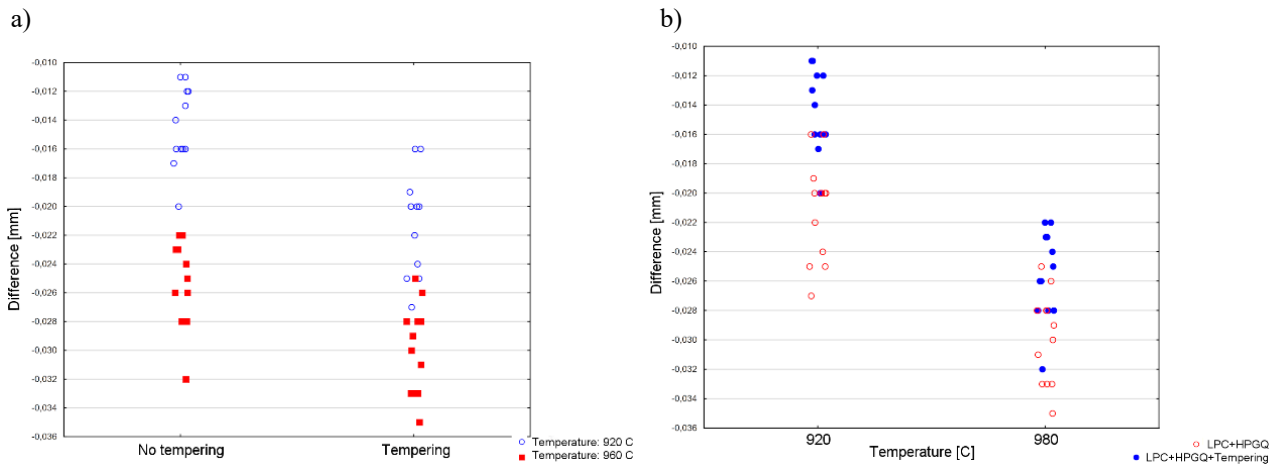 a)
-0,010
-0,012
-0,014
-0,016
-0,018
-0,020
-0,022
-0,024
-0,026
-0,028
-0,030
-0,032
-0,034
-0,036
Difference [mm]
No tempering
Tempering
Temperature: 920 C
Temperature: 960 C
b)
-0,010
-0,012
-0,014
-0,016
-0,018
-0,020
-0,022
-0,024
-0,026
-0,028
-0,030
-0,032
-0,034
-0,036
Difference [mm]
920
980
Temperature [C]
LPC+HPGQ
LPC+HPGQ+Tempering